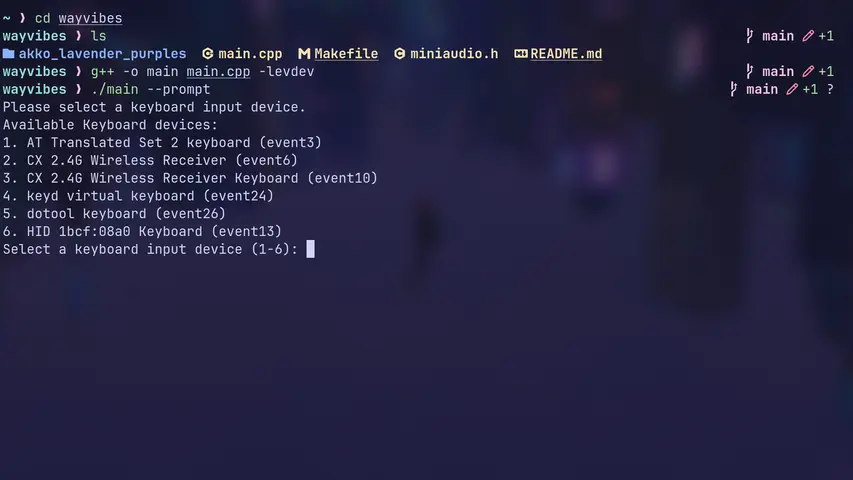 ~ ❫ cd wayvibes
wayvibes ❫ ls main +1
akko_lavender_purples main.cpp Makefile miniaudio.h README.md
wayvibes ❫ g++ -o main main.cpp -levdev main +1
wayvibes ❫ ./main --prompt main +1 ?
Please select a keyboard input device.
Available Keyboard devices:
1. AT Translated Set 2 keyboard (event3)
2. CX 2.4G Wireless Receiver (event6)
3. CX 2.4G Wireless Receiver Keyboard (event10)
4. keyd virtual keyboard (event24)
5. dotool keyboard (event26)
6. HID 1bcf:08a0 Keyboard (event13)
Select a keyboard input device (1-6):